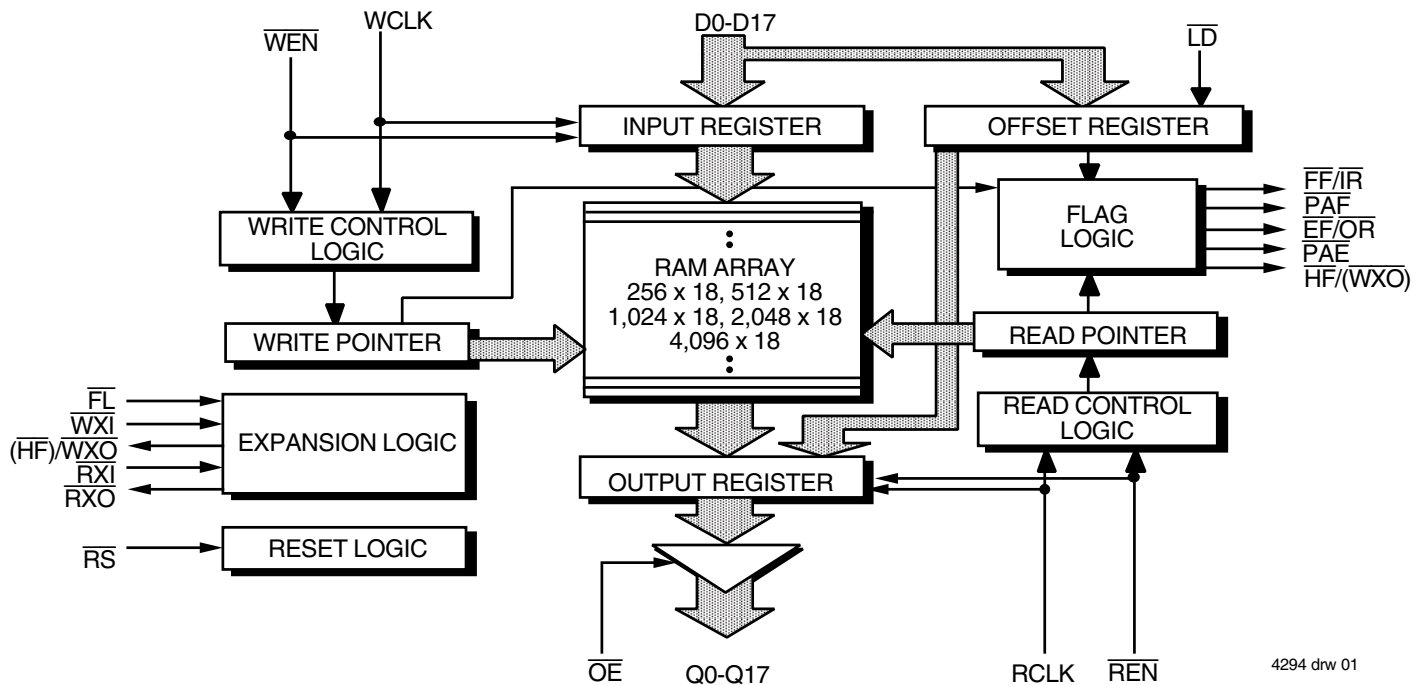 WEN
WCLK
D0-D17
LD
INPUT REGISTER
OFFSET REGISTER
WRITE CONTROL
LOGIC
FLAG
LOGIC
FF/IR
PAF
EF/OR
PAE
HF/(WXO)
RAM ARRAY
256 x 18, 512 x 18
1,024 x 18, 2,048 x 18
4,096 x 18
WRITE POINTER
READ POINTER
FL
WXI
(HF)/WXO
RXI
RXO
EXPANSION LOGIC
READ CONTROL
LOGIC
OUTPUT REGISTER
RS
RESET LOGIC
OE
Q0-Q17
RCLK
REN
4294 drw 01